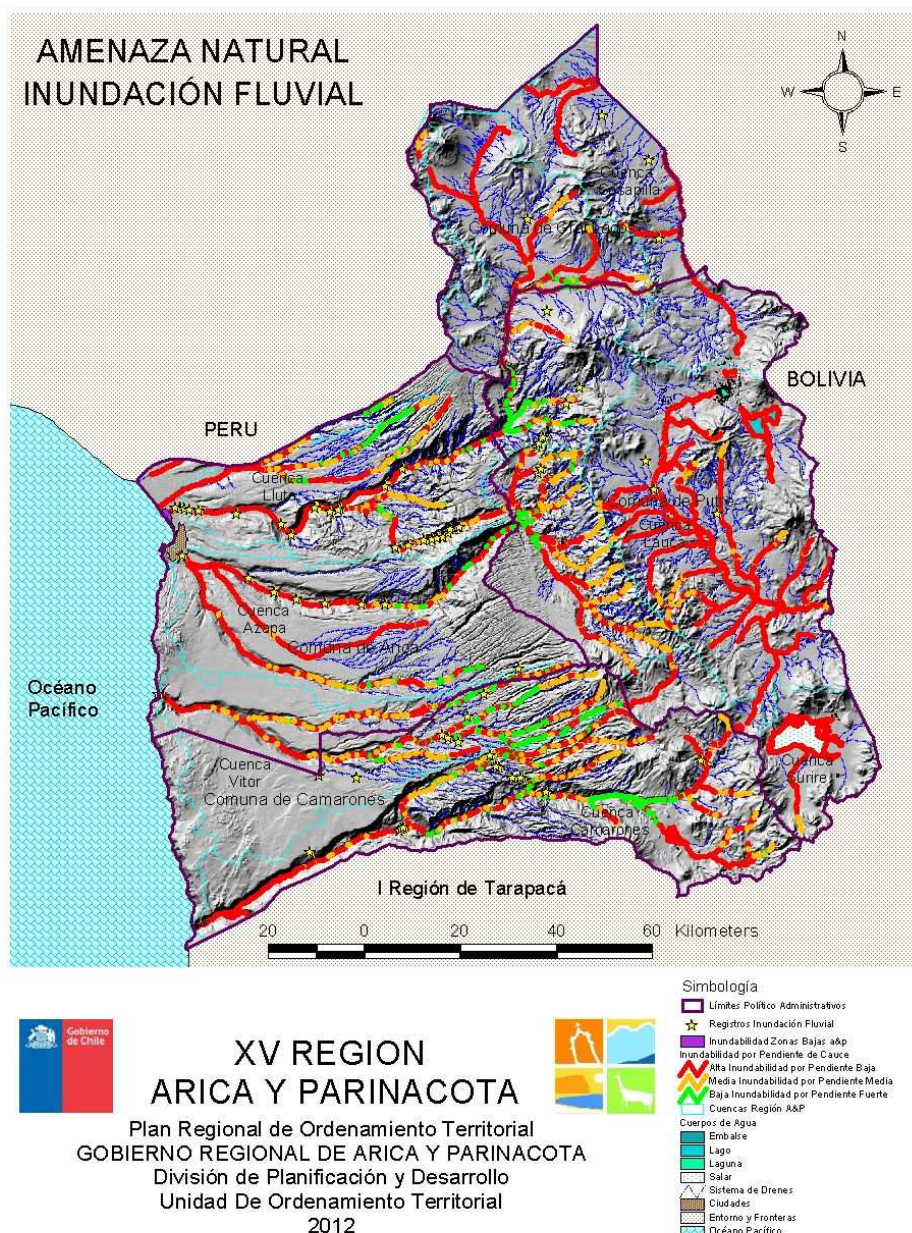 AMENAZA NATURAL
INUNDACIÓN FLUVIAL
N
W
E
S
Cuenca
Cosapilla
Comuna de
BOLIVIA
PERU
Cuenca
Lluta
Comuna de Putre
Cuenca
Lauca
Cuenca
Azapa
Comuna de Arica
Océano
Pacífico
Cuenca
Vitor
Comuna de Camarones
Cuenca
Surire
Cuenca
Camarones
I Región de Tarapacá
20 0 20 40 60 Kilometers
Gobierno
de Chile
XV REGION
ARICA Y PARINACOTA
Plan Regional de Ordenamiento Territorial
GOBIERNO REGIONAL DE ARICA Y PARINACOTA
División de Planificación y Desarrollo
Unidad De Ordenamiento Territorial
2012
Simbología
Límites Político Administrativos
Registros Inundación Fluvial
Inundabilidad Zonas Bajas a&p
Inundabilidad por Pendiente de Cauce
Alta Inundabilidad por Pendiente Baja
Media Inundabilidad por Pendiente Media
Baja Inundabilidad por Pendiente Fuerte
Cuencas Región A&P
Cuerpos de Agua
Embalse
Lago
Laguna
Salar
Sistema de Drenes
Ciudades
Entorno y Fronteras
Océano Pacífico